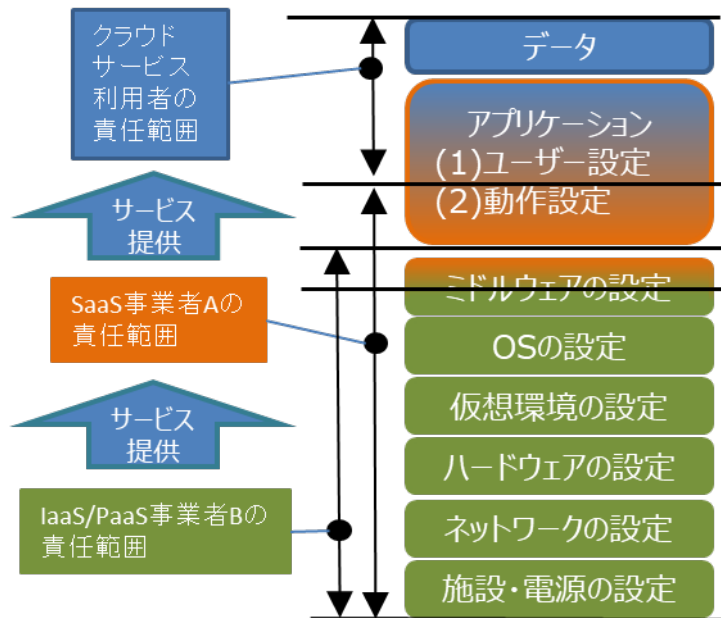 クラウド
サービス
利用者の
責任範囲
サービス
提供
SaaS事業者Aの
責任範囲
サービス
提供
IaaS/PaaS事業者Bの
責任範囲
データ
アプリケーション
(1)ユーザー設定
(2)動作設定
ミドルウェアの設定
OSの設定
仮想環境の設定
ハードウェアの設定
ネットワークの設定
施設・電源の設定